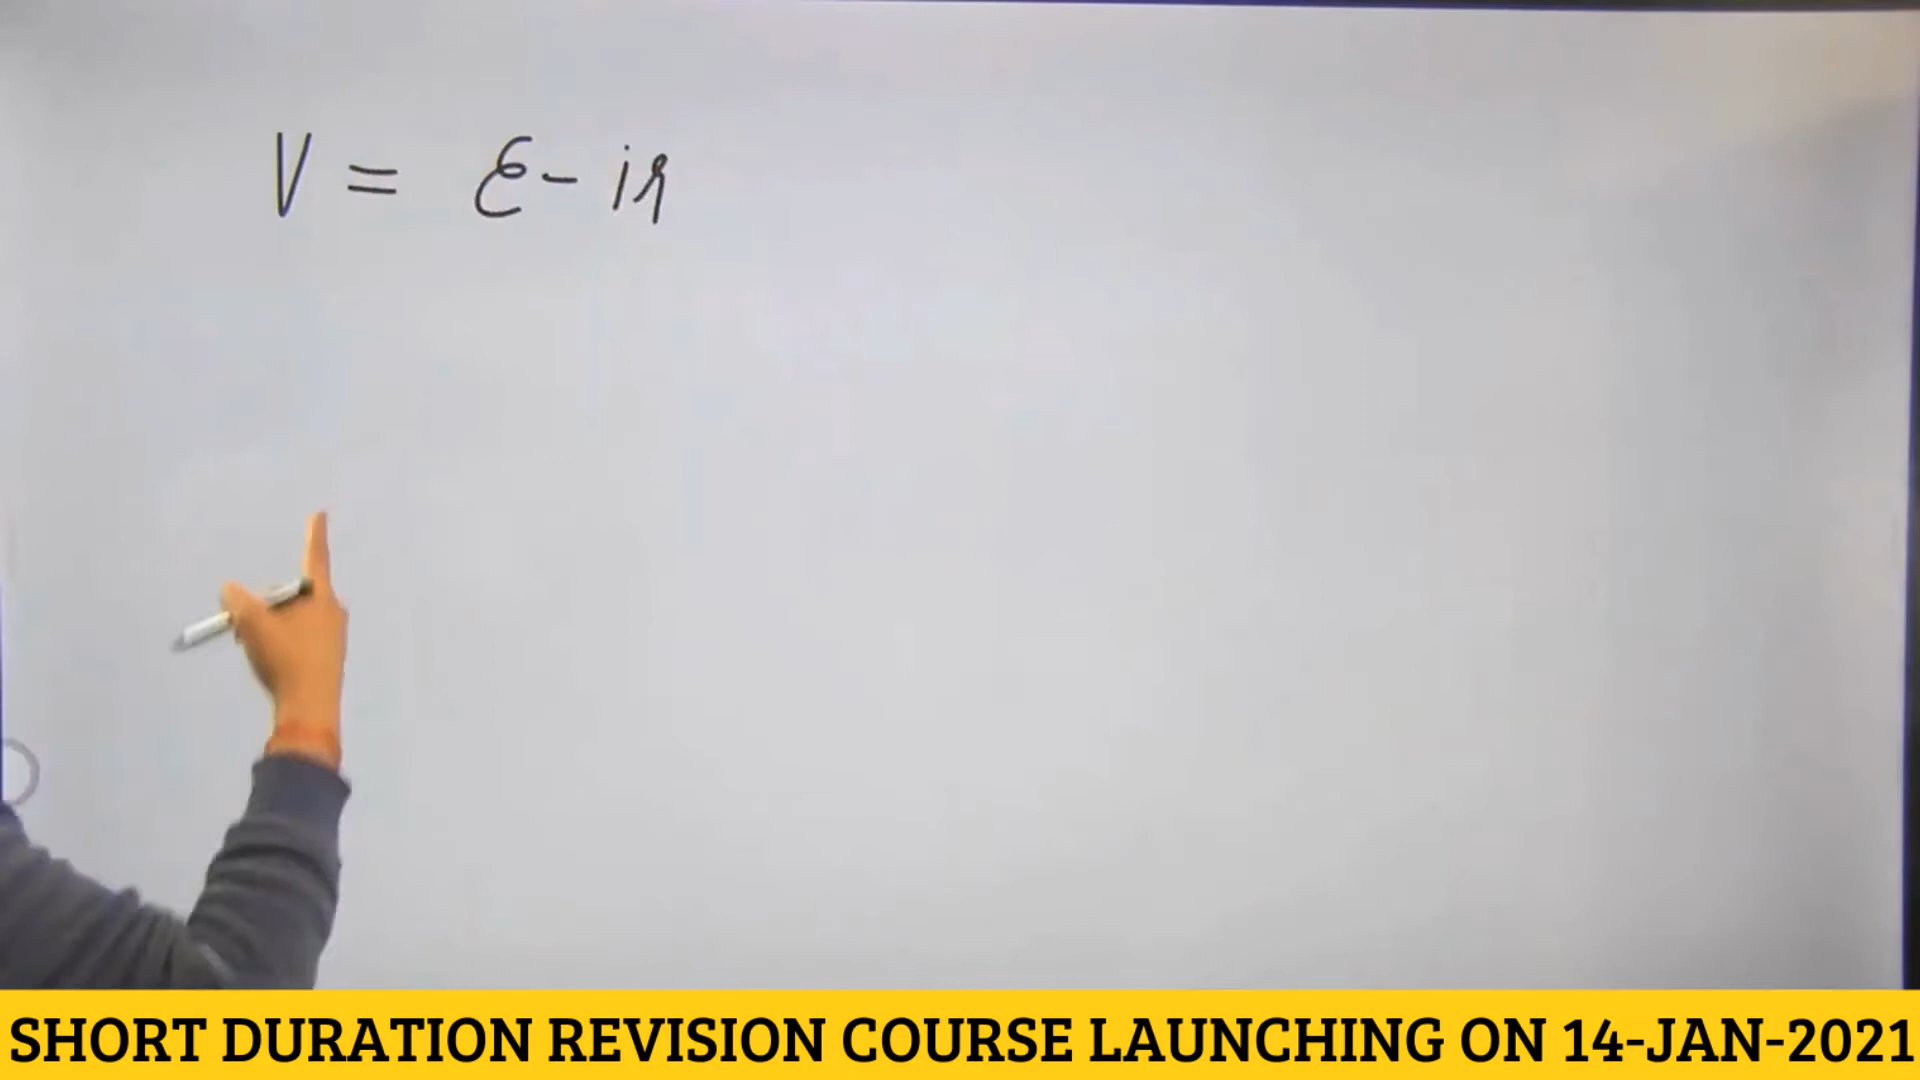 V = ε - ir
SHORT DURATION REVISION COURSE LAUNCHING ON 14-JAN-2021